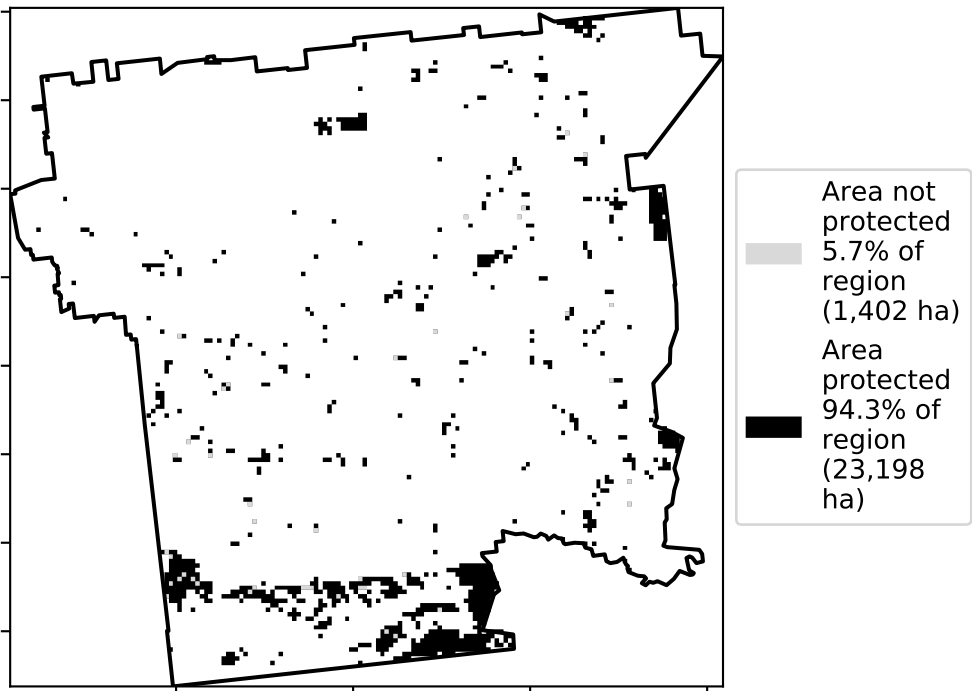 Area not
protected
5.7% of
region
(1,402 ha)
Area
protected
94.3% of
region
(23,198
ha)